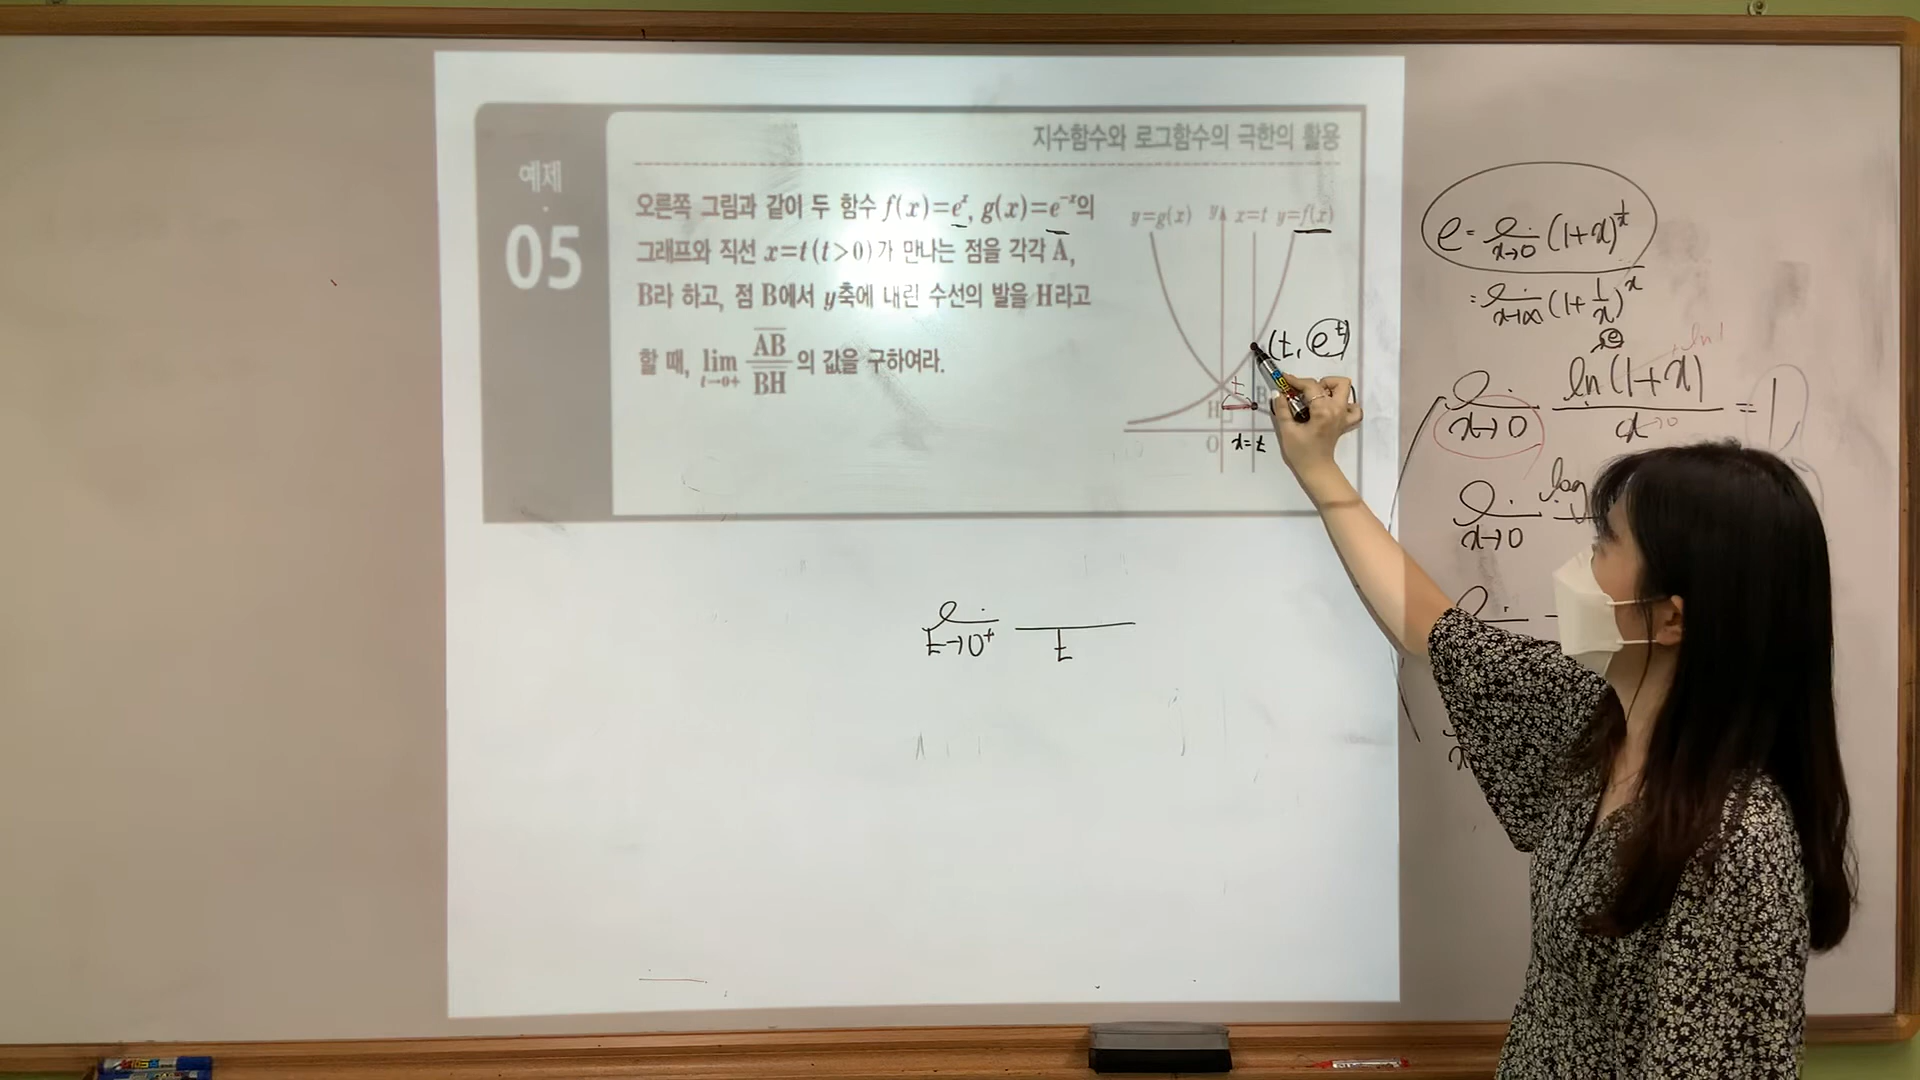 지수함수와 로그함수의 극한의 활용
예제
05
오른쪽 그림과 같이 두 함수 f(x)=eˣ, g(x)=e⁻ˣ의
그래프와 직선 x=t(t>0)가 만나는 점을 각각 A,
B라 하고, 점 B에서 y축에 내린 수선의 발을 H라고
할 때, lim t→0+ AB/BH 의 값을 구하여라.
y=g(x) y x=t y=f(x)
(t, eᵗ)
t
H B
O x=t
lim t→0⁺ /t
e = lim x→0 (1+x)^(1/x)
= lim x→∞ (1+1/x)^x
lim x→0 ln(1+x)/x = 1
lim x→0 log